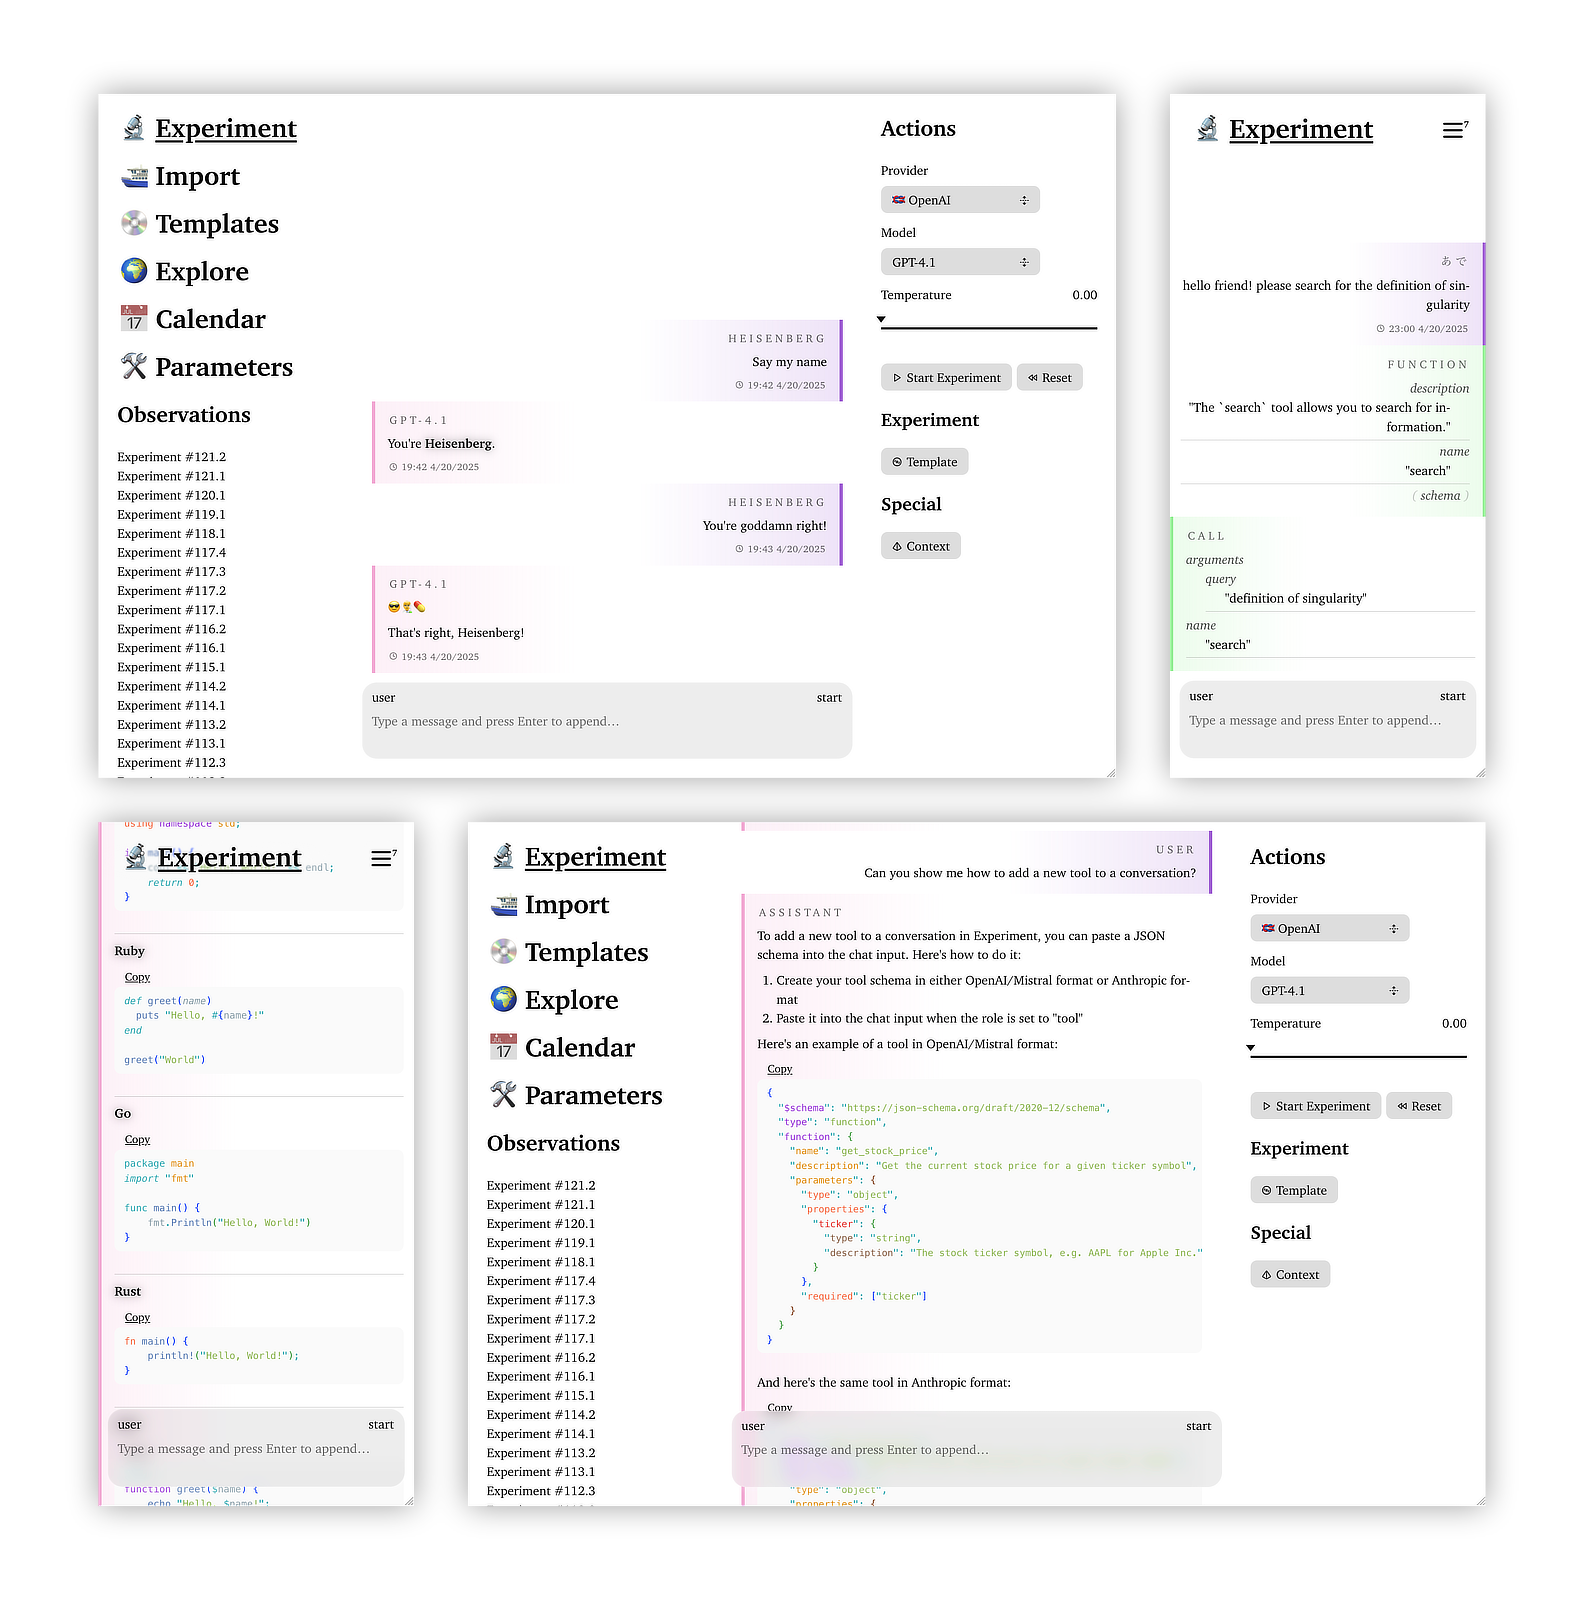 Experiment
Import
Templates
Explore
Calendar
Parameters
Observations
Experiment #121.2
Experiment #121.1
Experiment #120.1
Experiment #119.1
Experiment #118.1
Experiment #117.4
Experiment #117.3
Experiment #117.2
Experiment #117.1
Experiment #116.2
Experiment #116.1
Experiment #115.1
Experiment #114.2
Experiment #114.1
Experiment #113.2
Experiment #113.1
Experiment #112.3
HEISENBERG
Say my name
19:42 4/20/2025
GPT-4.1
You're Heisenberg.
19:42 4/20/2025
HEISENBERG
You're goddamn right!
19:43 4/20/2025
GPT-4.1
That's right, Heisenberg!
19:43 4/20/2025
user start
Type a message and press Enter to append...
Actions
Provider
OpenAI
Model
GPT-4.1
Temperature 0.00
Start Experiment Reset
Experiment
Template
Special
Context
Experiment 7
あで
hello friend! please search for the definition of sin-
gularity
23:00 4/20/2025
FUNCTION
description
"The `search` tool allows you to search for in-
formation."
name
"search"
( schema )
CALL
arguments
query
"definition of singularity"
name
"search"
user start
Type a message and press Enter to append...
using namespace std;
Experiment 7
endl;
return 0;
}
Ruby
Copy
def greet(name)
puts "Hello, #{name}!"
end
greet("World")
Go
Copy
package main
import "fmt"
func main() {
fmt.Println("Hello, World!")
}
Rust
Copy
fn main() {
println!("Hello, World!");
}
user start
Type a message and press Enter to append...
function greet($name) {
echo "Hello, $name!";
Experiment
Import
Templates
Explore
Calendar
Parameters
Observations
Experiment #121.2
Experiment #121.1
Experiment #120.1
Experiment #119.1
Experiment #118.1
Experiment #117.4
Experiment #117.3
Experiment #117.2
Experiment #117.1
Experiment #116.2
Experiment #116.1
Experiment #115.1
Experiment #114.2
Experiment #114.1
Experiment #113.2
Experiment #113.1
Experiment #112.3
USER
Can you show me how to add a new tool to a conversation?
ASSISTANT
To add a new tool to a conversation in Experiment, you can paste a JSON
schema into the chat input. Here's how to do it:
1. Create your tool schema in either OpenAI/Mistral format or Anthropic for-
mat
2. Paste it into the chat input when the role is set to "tool"
Here's an example of a tool in OpenAI/Mistral format:
Copy
{
"$schema": "https://json-schema.org/draft/2020-12/schema",
"type": "function",
"function": {
"name": "get_stock_price",
"description": "Get the current stock price for a given ticker symbol",
"parameters": {
"type": "object",
"properties": {
"ticker": {
"type": "string",
"description": "The stock ticker symbol, e.g. AAPL for Apple Inc."
}
},
"required": ["ticker"]
}
}
}
And here's the same tool in Anthropic format:
Copy
user start
Type a message and press Enter to append...
"type": "object",
"properties": {
Actions
Provider
OpenAI
Model
GPT-4.1
Temperature 0.00
Start Experiment Reset
Experiment
Template
Special
Context